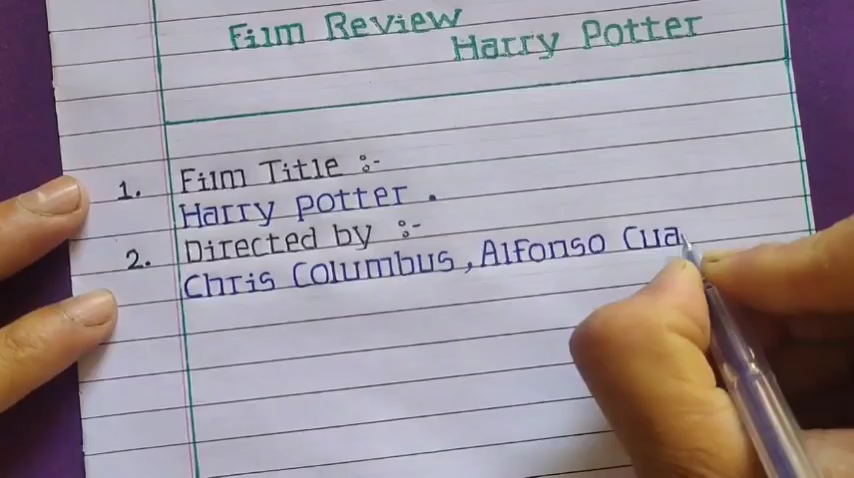 Film Review
Harry Potter
1. Film Title :-
Harry Potter .
2. Directed by :-
Chris Columbus, Alfonso Cua